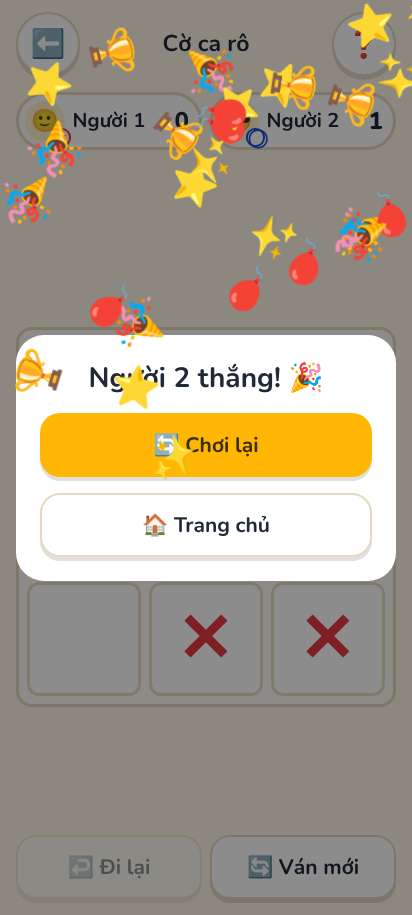 Cờ ca rô
Người 1 0
Người 2 1
Người 2 thắng!
Chơi lại
Trang chủ
Đi lại
Ván mới